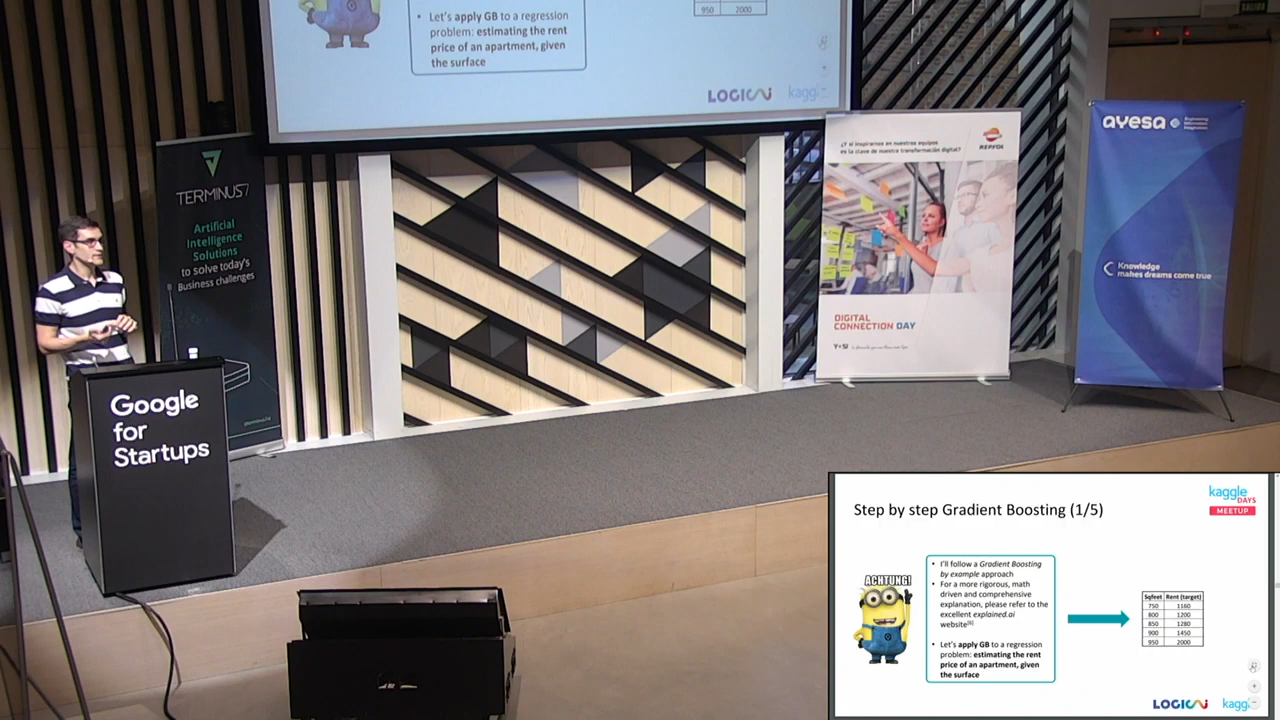 • Let's apply GB to a regression
problem: estimating the rent
price of an apartment, given
the surface
950 2000
LOGICAI
kaggle
TERMINUS7
Artificial
Intelligence
Solutions
to solve today's
Business challenges
Google
for
Startups
¿Y si inspirarnos en nuestros equipos
es la clave de nuestra transformación digital?
REPSOL
DIGITAL
CONNECTION DAY
ayesa
Knowledge
makes dreams come true
Step by step Gradient Boosting (1/5)
kaggle
DAYS
MEETUP
ACHTUNG!
• I'll follow a Gradient Boosting
by example approach
• For a more rigorous, math
driven and comprehensive
explanation, please refer to the
excellent explained.ai
website[6]
• Let's apply GB to a regression
problem: estimating the rent
price of an apartment, given
the surface
Sqfeet Rent (target)
750 1160
800 1200
850 1280
900 1450
950 2000
LOGICAI
kaggle